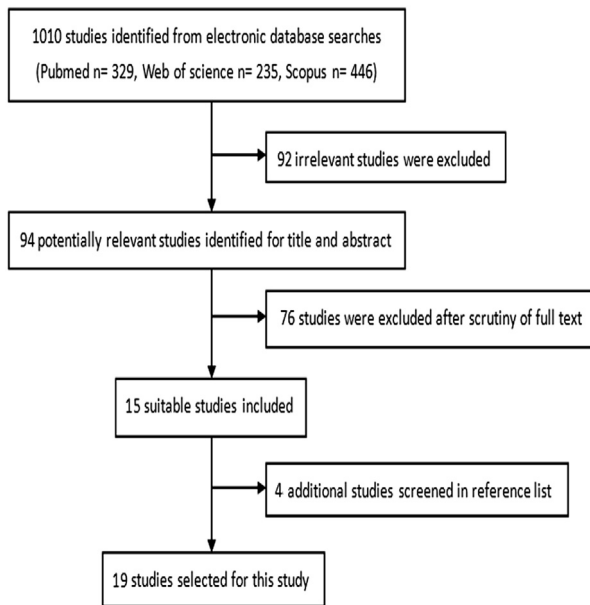 1010 studies identified from electronic database searches
(Pubmed n= 329, Web of science n= 235, Scopus n= 446)
92 irrelevant studies were excluded
94 potentially relevant studies identified for title and abstract
76 studies were excluded after scrutiny of full text
15 suitable studies included
4 additional studies screened in reference list
19 studies selected for this study